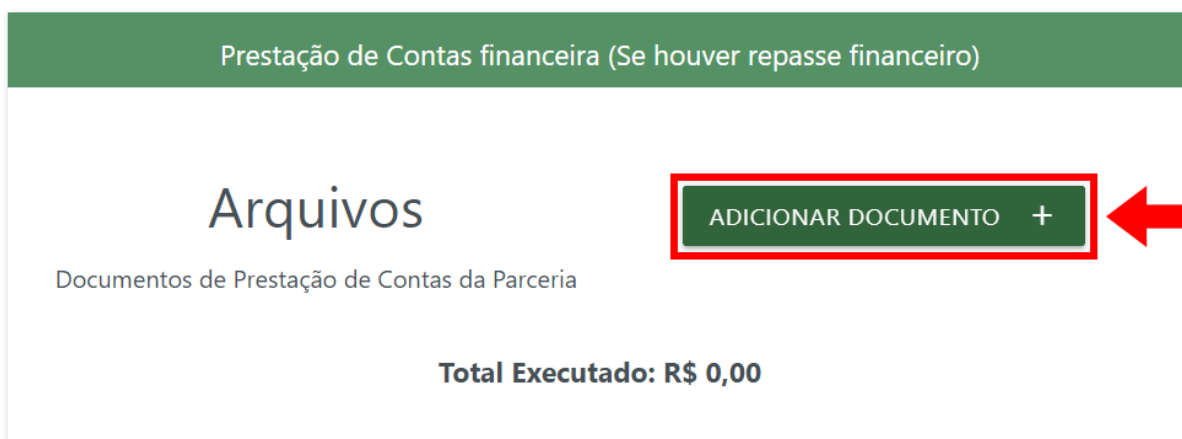 Prestação de Contas financeira (Se houver repasse financeiro)
Arquivos
ADICIONAR DOCUMENTO +
Documentos de Prestação de Contas da Parceria
Total Executado: R$ 0,00